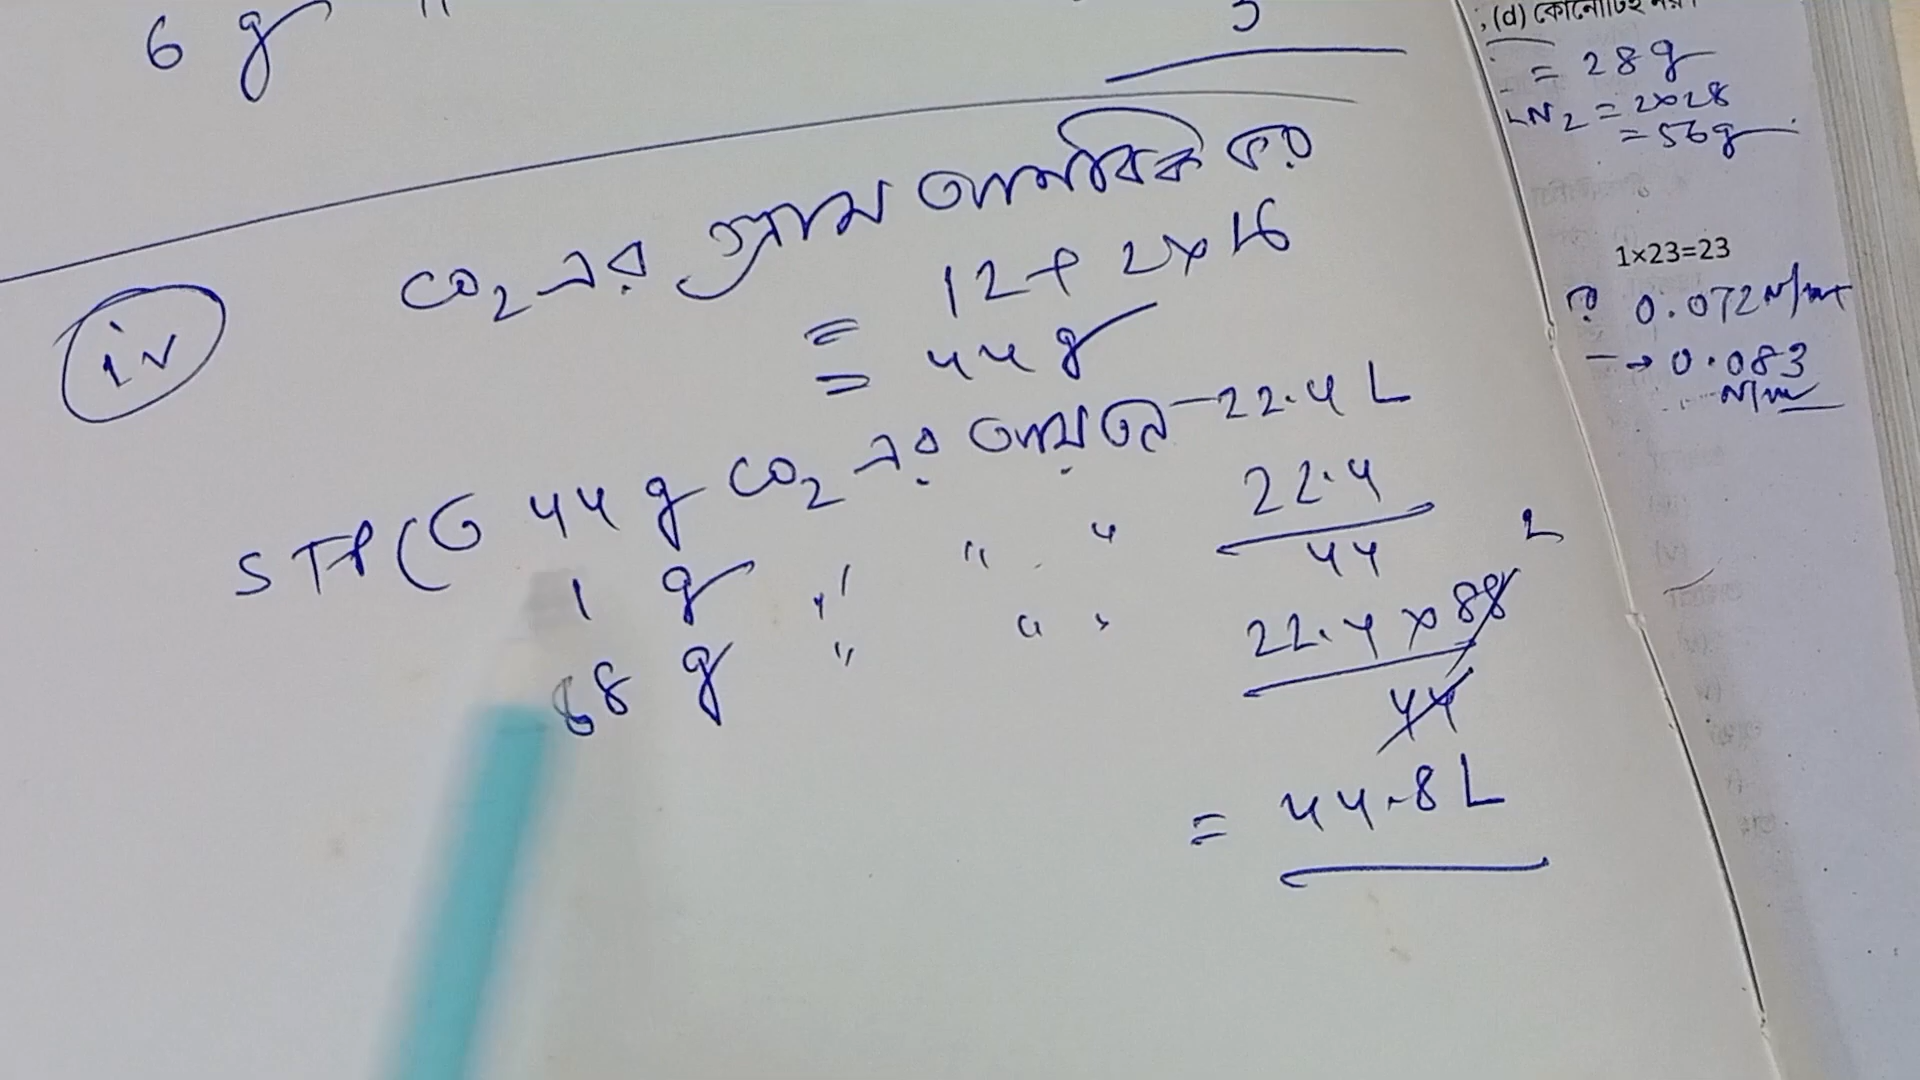 6 g "
(iv)
CO2 এর গ্রাম আনবিক ভর
= 12 + 2 × 16
= 44 g
STP তে 44 g CO2 এর আয়তন - 22.4 L
1 g " " " 22.4 / 44
88 g " " " 22.4 × 88 / 44 L
= 44.8 L
, (d) কোনোটিই নয়।
= 28 g
N2 = 2×28
= 56 g
1×23=23
0.072 N/m
→ 0.083
N/m